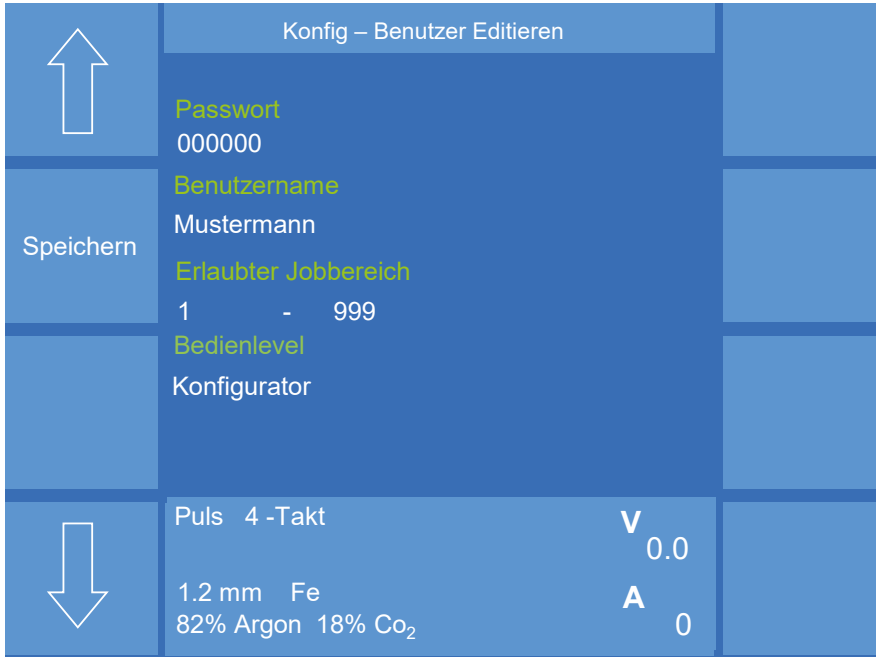 Konfig – Benutzer Editieren
Passwort
000000
Benutzername
Mustermann
Speichern
Erlaubter Jobbereich
1 - 999
Bedienlevel
Konfigurator
Puls 4 -Takt
V
0.0
1.2 mm Fe
A
82% Argon 18% Co₂
0